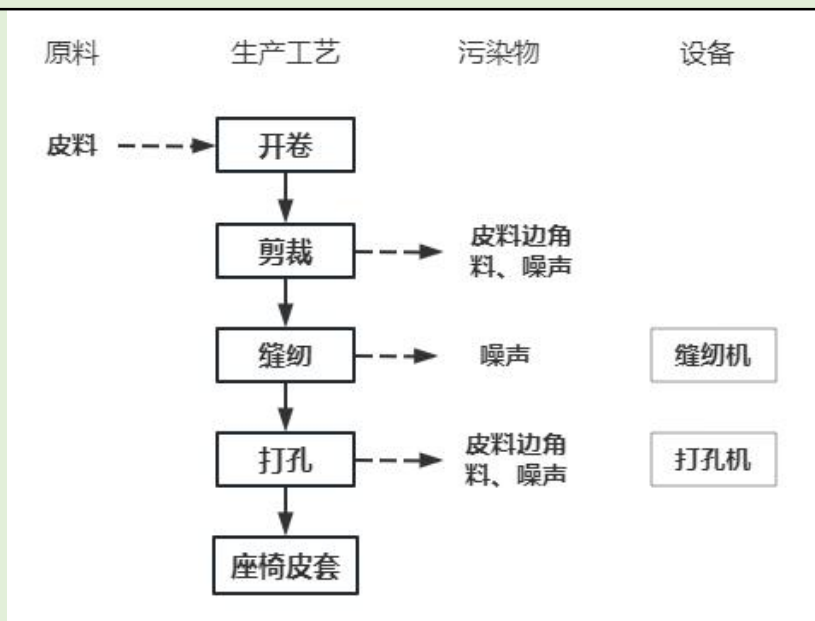 原料 生产工艺 污染物 设备
皮料 开卷
剪裁 皮料边角
料、噪声
缝纫 噪声 缝纫机
打孔 皮料边角
料、噪声 打孔机
座椅皮套